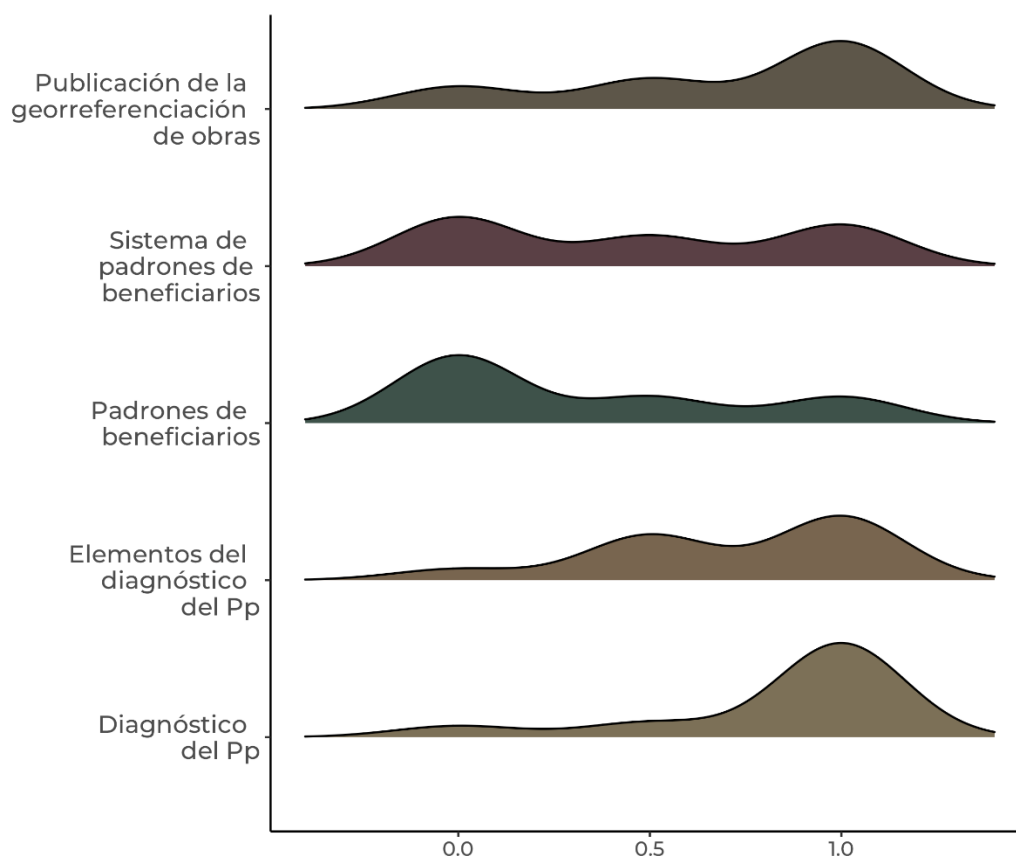 Publicación de la
georreferenciación
de obras
Sistema de
padrones de
beneficiarios
Padrones de
beneficiarios
Elementos del
diagnóstico
del Pp
Diagnóstico
del Pp
0.0 0.5 1.0